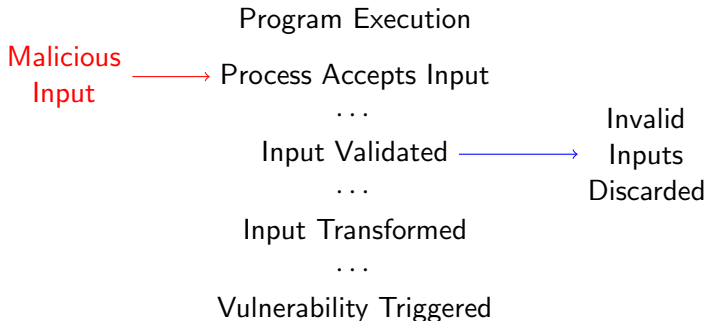 Program Execution
Malicious
Input
Process Accepts Input
...
Input Validated
Invalid
Inputs
Discarded
...
Input Transformed
...
Vulnerability Triggered